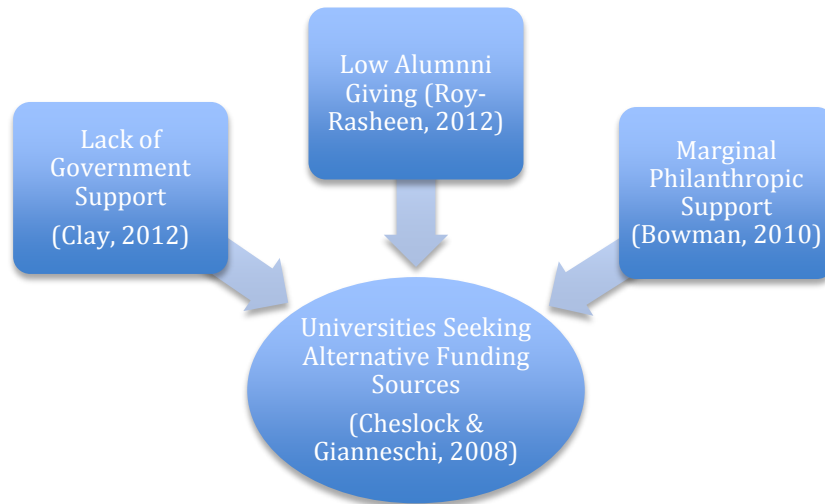 Lack of
Government
Support
(Clay, 2012)
Low Alumnni
Giving (Roy-
Rasheen, 2012)
Marginal
Philanthropic
Support
(Bowman, 2010)
Universities Seeking
Alternative Funding
Sources
(Cheslock &
Gianneschi, 2008)